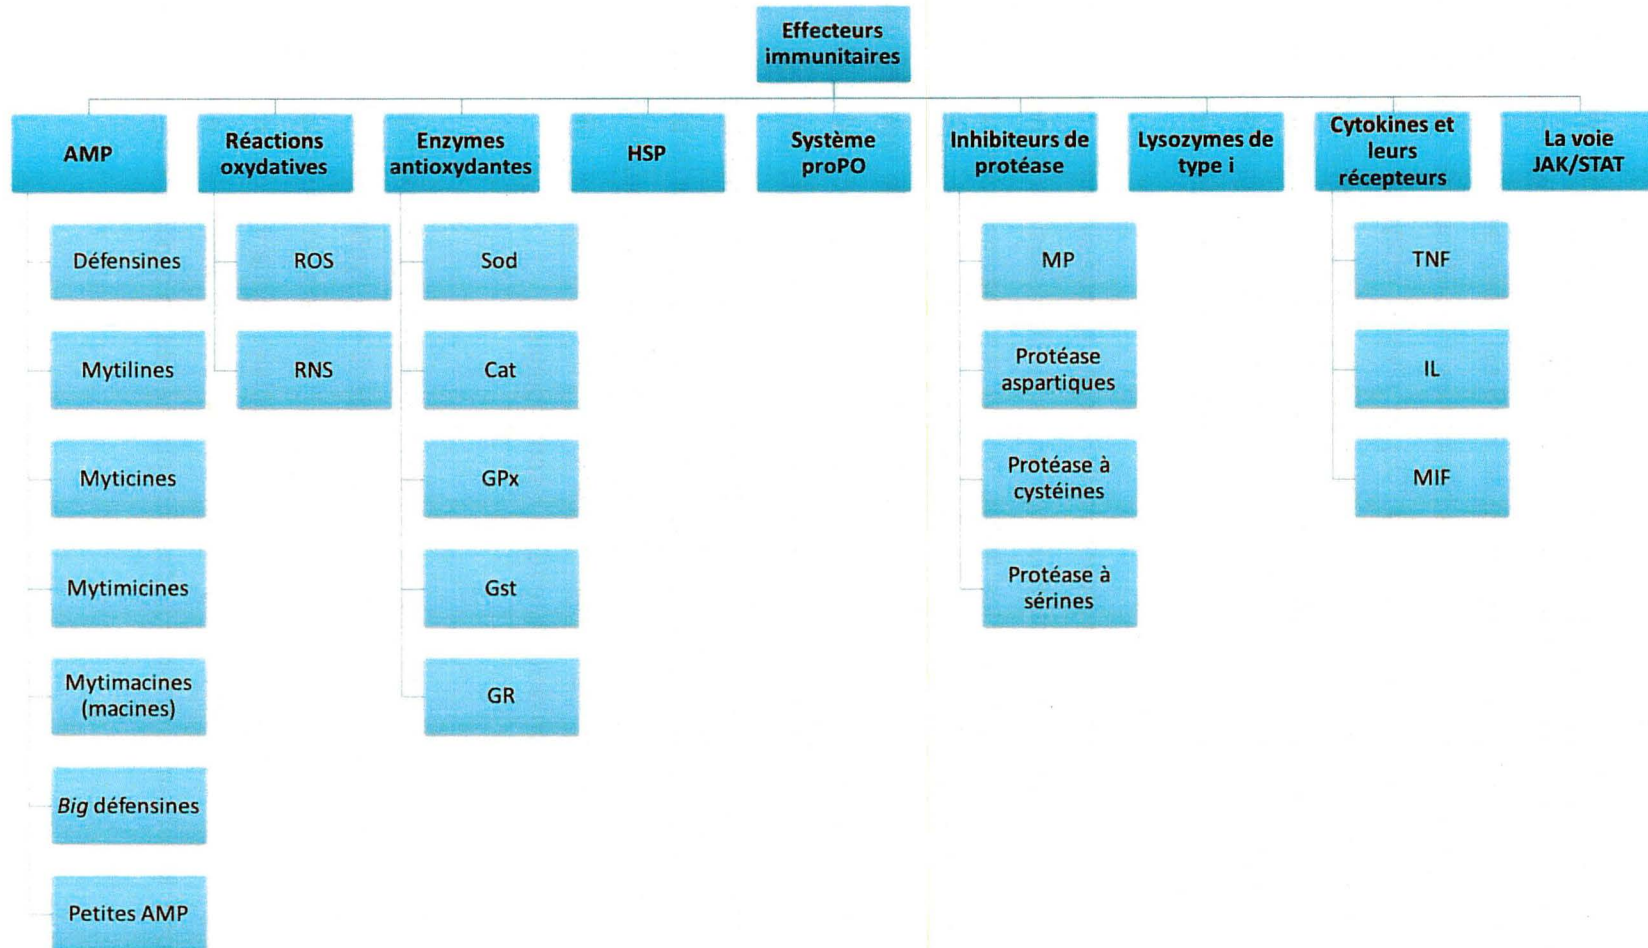 Effecteurs
immunitaires
AMP
Réactions
oxydatives
Enzymes
antioxydantes
HSP
Système
proPO
Inhibiteurs de
protéase
Lysozymes de
type i
Cytokines et
leurs
récepteurs
La voie
JAK/STAT
Défensines
ROS
Sod
MP
TNF
Mytilines
RNS
Cat
Protéase
aspartiques
IL
Myticines
GPx
Protéase à
cystéines
MIF
Mytimicines
Gst
Protéase à
sérines
Mytimacines
(macines)
GR
Big défensines
Petites AMP